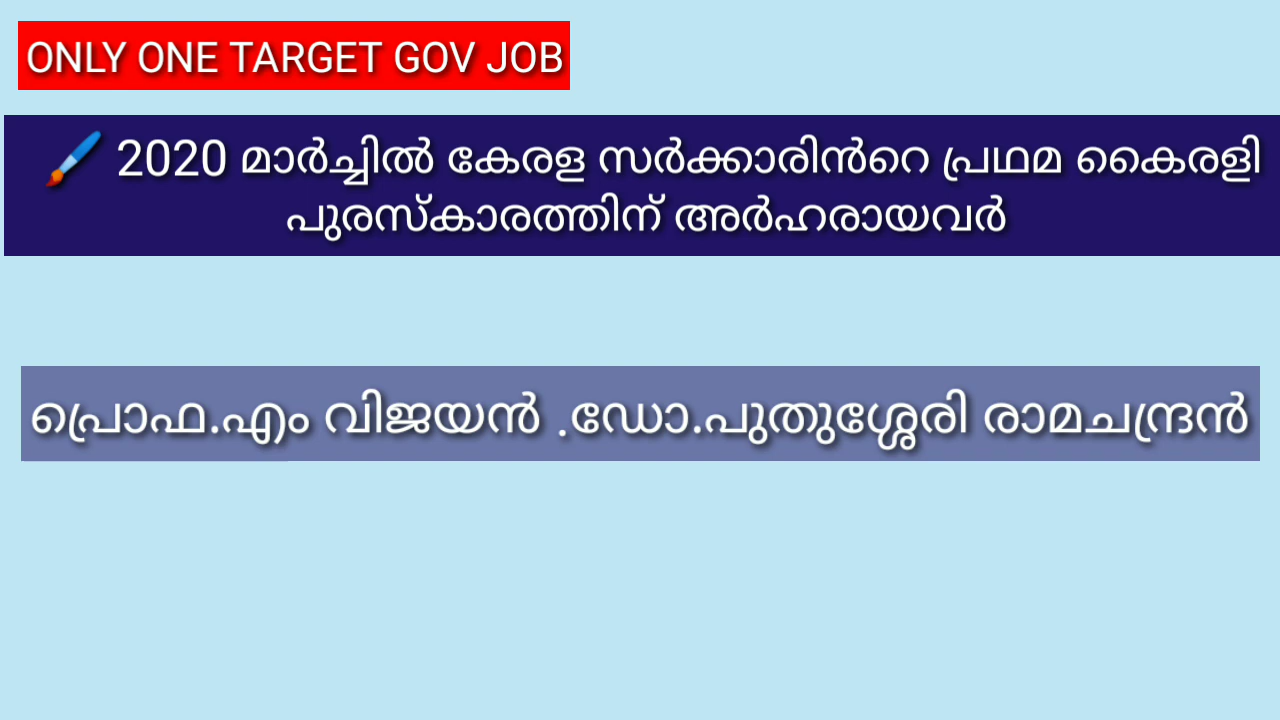 ONLY ONE TARGET GOV JOB
🖌️ 2020 മാർച്ചിൽ കേരള സർക്കാരിൻറെ പ്രഥമ കൈരളി
പുരസ്കാരത്തിന് അർഹരായവർ
പ്രൊഫ.എം വിജയൻ .ഡോ.പുതുശ്ശേരി രാമചന്ദ്രൻ